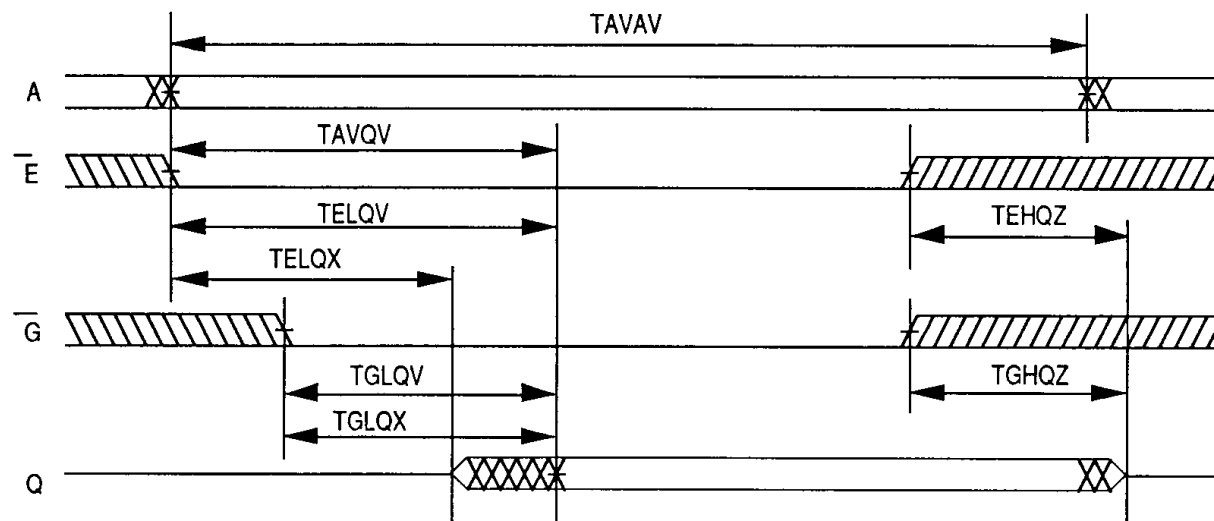 TAVAV
A
TAVQV
E
TELQV
TEHQZ
TELQX
G
TGLQV
TGHQZ
TGLQX
Q